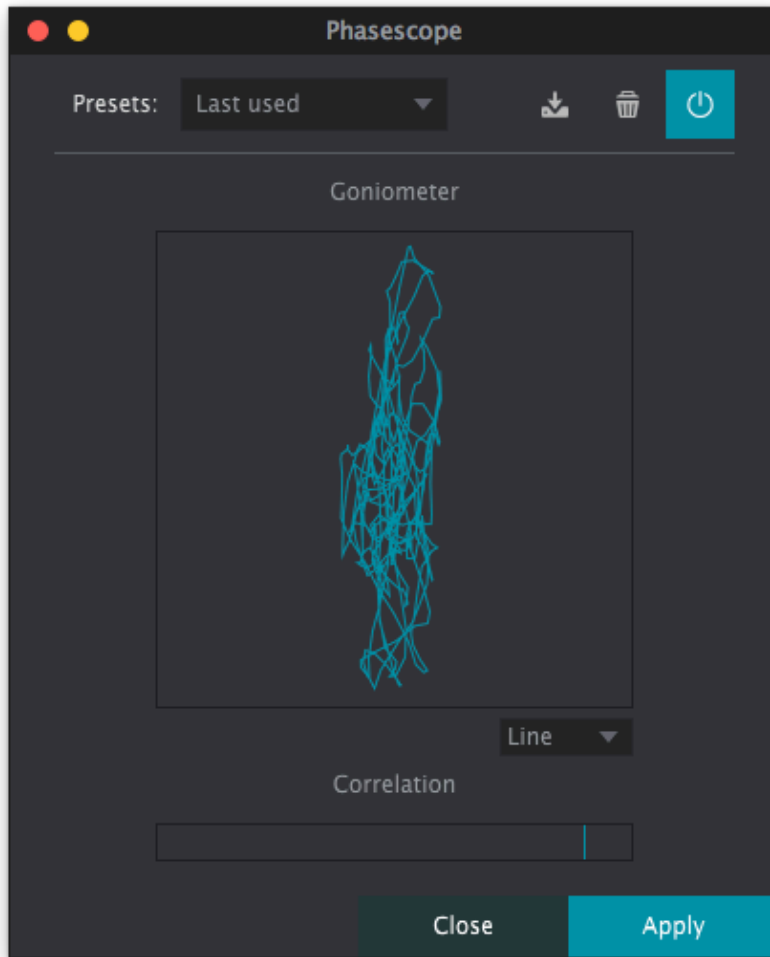 Phasescope
Presets: Last used
Goniometer
Line
Correlation
Close Apply